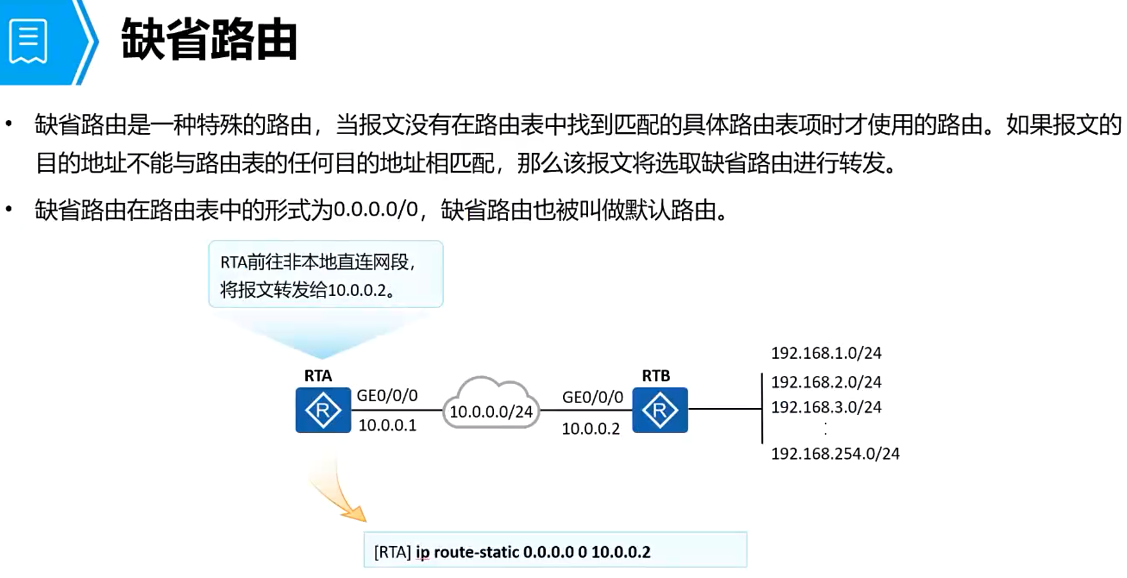 缺省路由
• 缺省路由是一种特殊的路由，当报文没有在路由表中找到匹配的具体路由表项时才使用的路由。如果报文的
目的地址不能与路由表的任何目的地址相匹配，那么该报文将选取缺省路由进行转发。
• 缺省路由在路由表中的形式为0.0.0.0/0，缺省路由也被叫做默认路由。
RTA前往非本地直连网段，
将报文转发给10.0.0.2。
RTA
R
GE0/0/0
10.0.0.1
10.0.0.0/24
GE0/0/0
10.0.0.2
RTB
R
192.168.1.0/24
192.168.2.0/24
192.168.3.0/24
⋮
192.168.254.0/24
[RTA] ip route-static 0.0.0.0 0 10.0.0.2